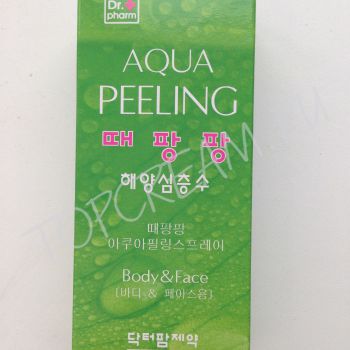 Dr.+
pharm
AQUA
PEELING
때팡팡
해양심층수
때팡팡
아쿠아필링스프레이
Body&Face
(바디 & 페이스용)
닥터팜제약
TOPCREAM.U